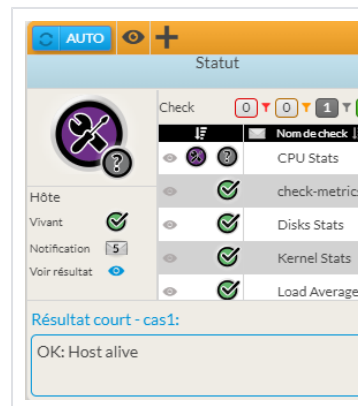 AUTO
Statut
Check 0 0 1
Nom de check
CPU Stats
check-metric
Disks Stats
Kernel Stats
Load Average
?
?
Hôte
Vivant
Notification 5
Voir résultat
Résultat court - cas1:
OK: Host alive